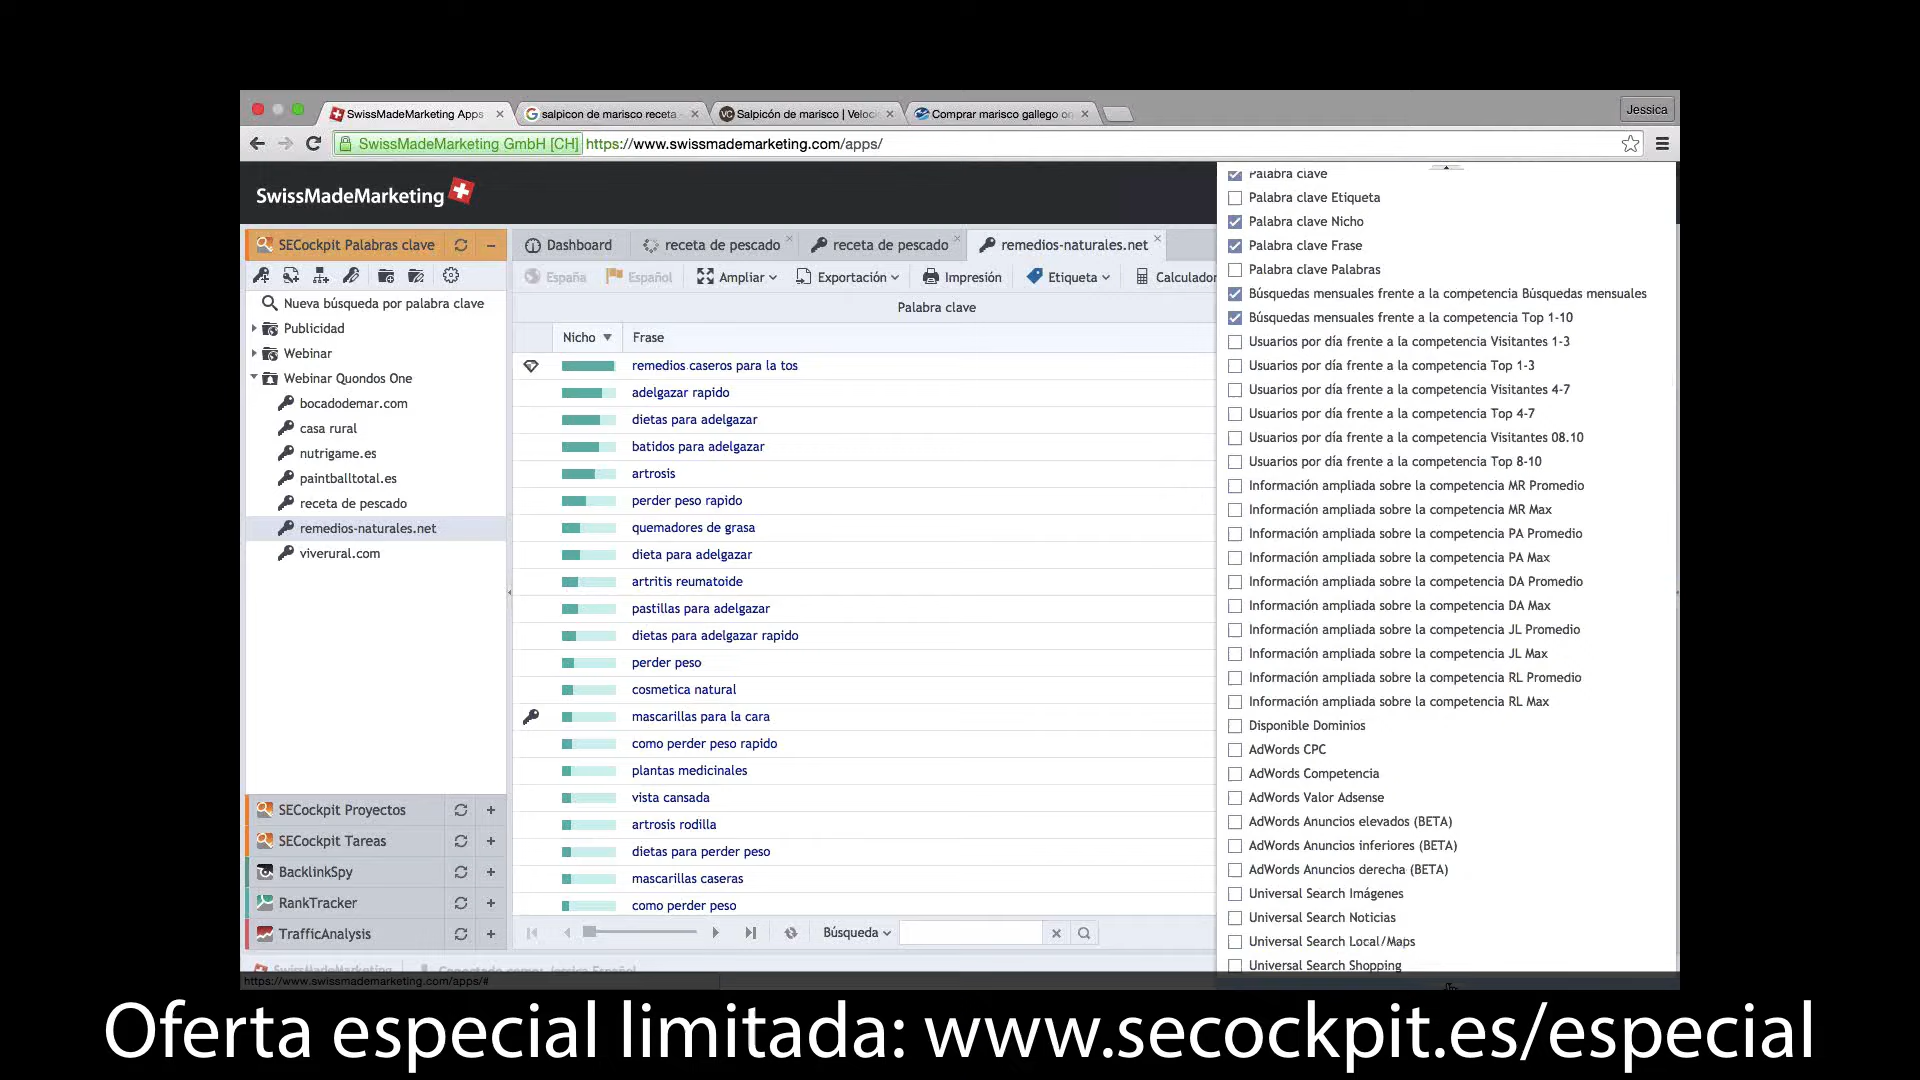 SwissMadeMarketing Apps
salpicon de marisco receta
Salpicón de marisco | Veloci
Comprar marisco gallego on
Jessica
SwissMadeMarketing GmbH [CH] https://www.swissmademarketing.com/apps/
SwissMadeMarketing
SECockpit Palabras clave
Nueva búsqueda por palabra clave
Publicidad
Webinar
Webinar Quondos One
bocadodemar.com
casa rural
nutrigame.es
paintballtotal.es
receta de pescado
remedios-naturales.net
viverural.com
SECockpit Proyectos
SECockpit Tareas
BacklinkSpy
RankTracker
TrafficAnalysis
Dashboard
receta de pescado
receta de pescado
remedios-naturales.net
España
Español
Ampliar
Exportación
Impresión
Etiqueta
Calculador
Palabra clave
Nicho
Frase
remedios caseros para la tos
adelgazar rapido
dietas para adelgazar
batidos para adelgazar
artrosis
perder peso rapido
quemadores de grasa
dieta para adelgazar
artritis reumatoide
pastillas para adelgazar
dietas para adelgazar rapido
perder peso
cosmetica natural
mascarillas para la cara
como perder peso rapido
plantas medicinales
vista cansada
artrosis rodilla
dietas para perder peso
mascarillas caseras
como perder peso
Búsqueda
Palabra clave
Palabra clave Etiqueta
Palabra clave Nicho
Palabra clave Frase
Palabra clave Palabras
Búsquedas mensuales frente a la competencia Búsquedas mensuales
Búsquedas mensuales frente a la competencia Top 1-10
Usuarios por día frente a la competencia Visitantes 1-3
Usuarios por día frente a la competencia Top 1-3
Usuarios por día frente a la competencia Visitantes 4-7
Usuarios por día frente a la competencia Top 4-7
Usuarios por día frente a la competencia Visitantes 08.10
Usuarios por día frente a la competencia Top 8-10
Información ampliada sobre la competencia MR Promedio
Información ampliada sobre la competencia MR Max
Información ampliada sobre la competencia PA Promedio
Información ampliada sobre la competencia PA Max
Información ampliada sobre la competencia DA Promedio
Información ampliada sobre la competencia DA Max
Información ampliada sobre la competencia JL Promedio
Información ampliada sobre la competencia JL Max
Información ampliada sobre la competencia RL Promedio
Información ampliada sobre la competencia RL Max
Disponible Dominios
AdWords CPC
AdWords Competencia
AdWords Valor Adsense
AdWords Anuncios elevados (BETA)
AdWords Anuncios inferiores (BETA)
AdWords Anuncios derecha (BETA)
Universal Search Imágenes
Universal Search Noticias
Universal Search Local/Maps
Universal Search Shopping
SwissMadeMarketing
Conectado como: Jessica Español
https://www.swissmademarketing.com/apps/#
Oferta especial limitada: www.secockpit.es/especial